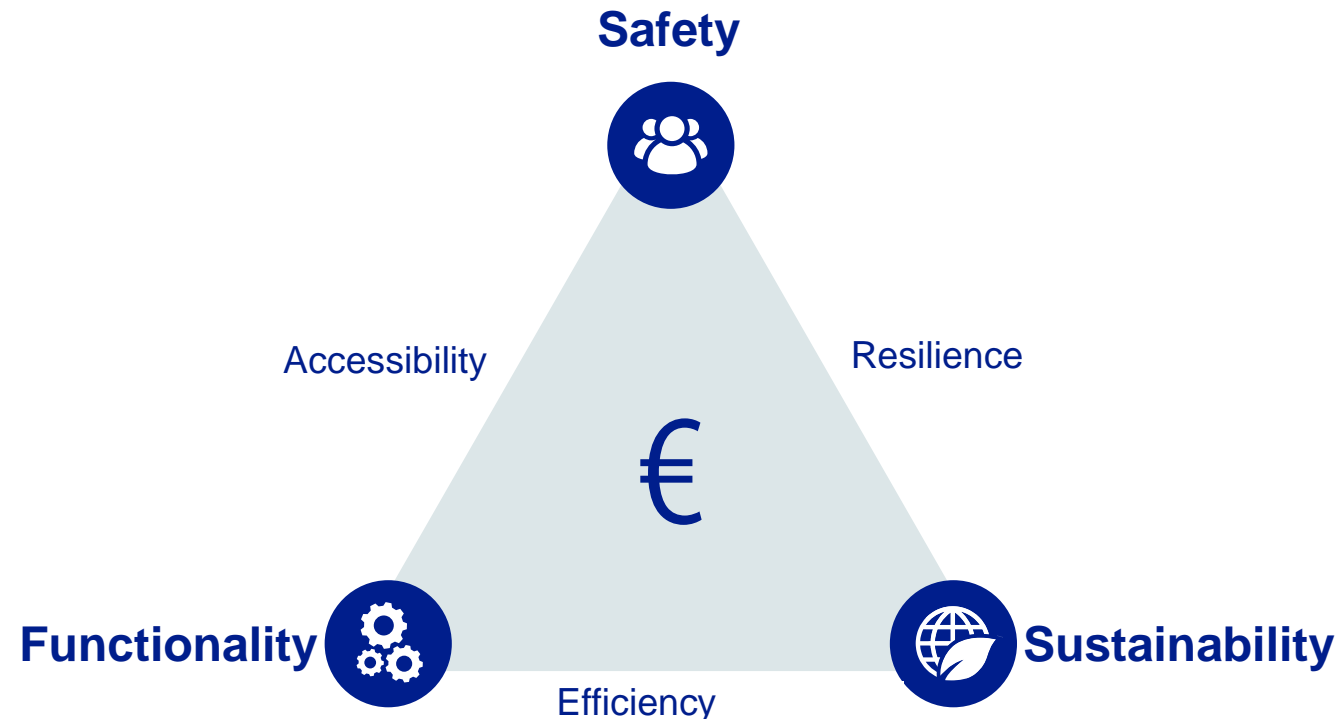 Safety
Accessibility
Resilience
€
Functionality
Sustainability
Efficiency